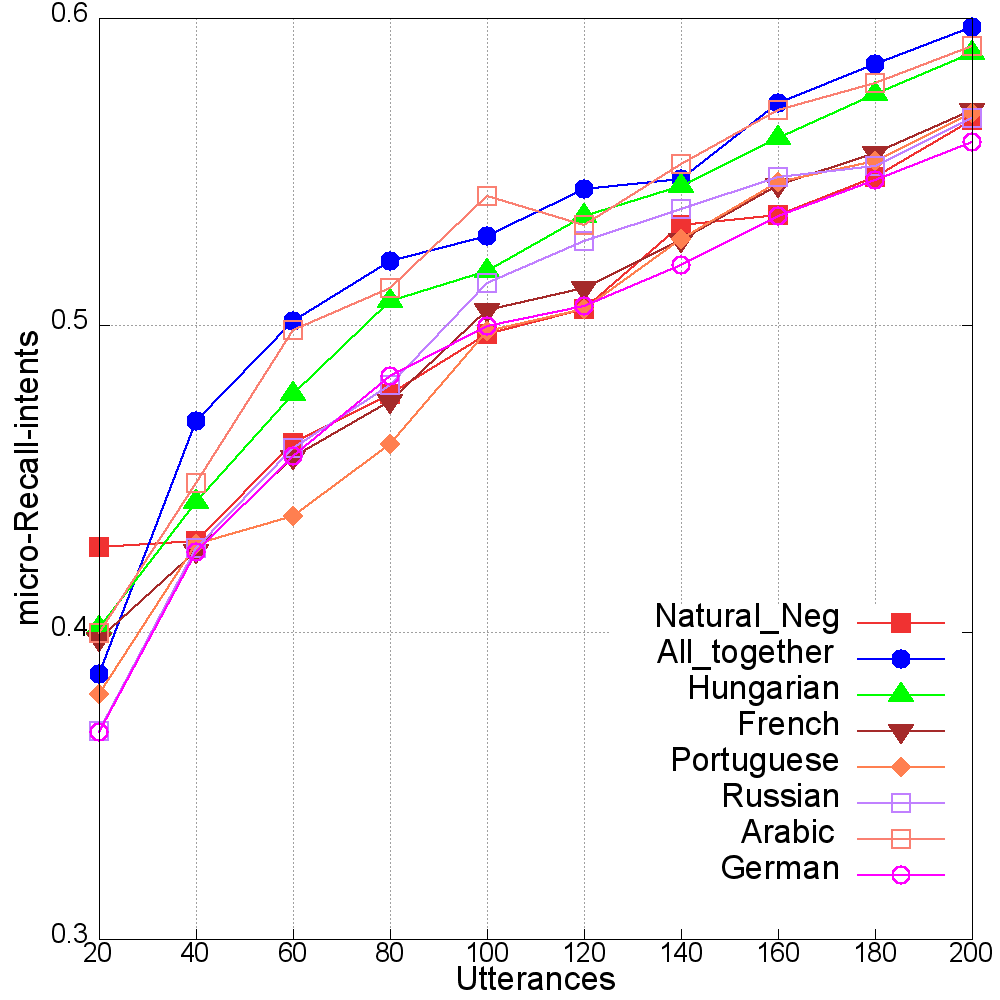 0.6
0.5
0.4
0.3
micro-Recall-intents
Natural_Neg
All_together
Hungarian
French
Portuguese
Russian
Arabic
German
20 40 60 80 100 120 140 160 180 200
Utterances